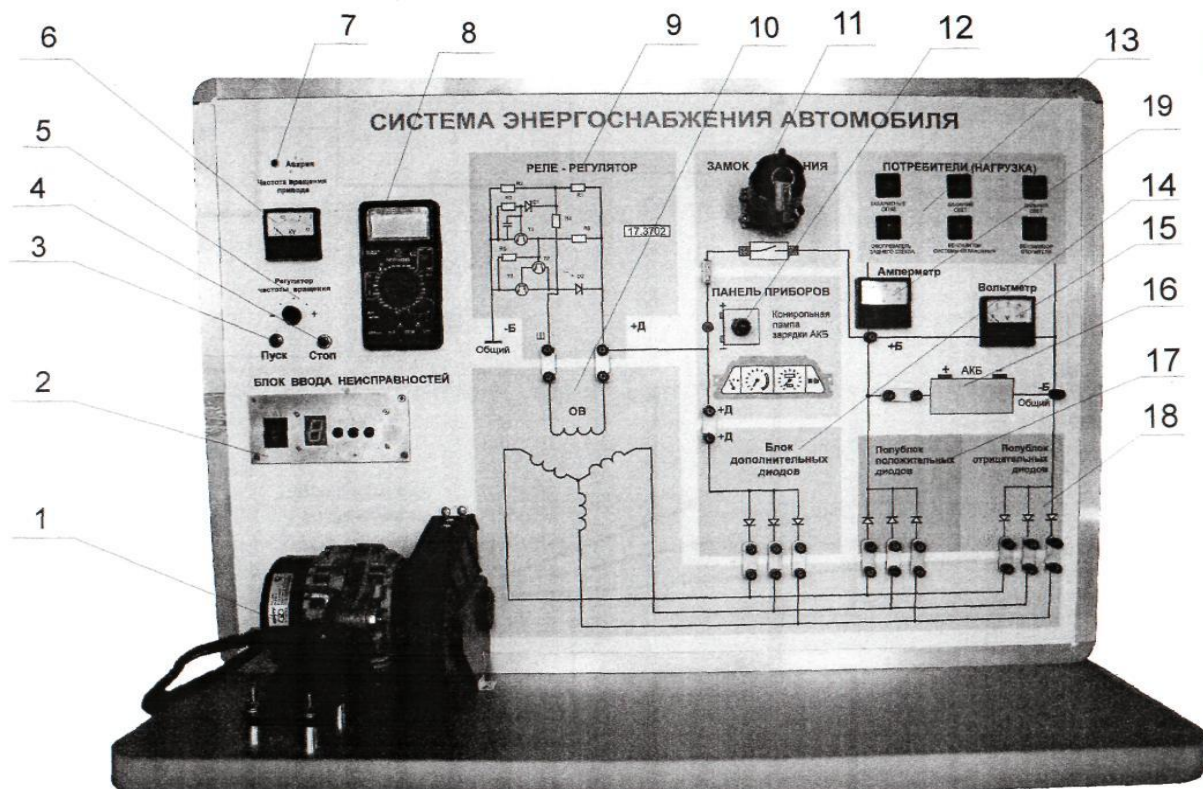 6
7
8
9
10
11
12
13
19
14
15
16
17
18
5
4
3
2
1
СИСТЕМА ЭНЕРГОСНАБЖЕНИЯ АВТОМОБИЛЯ
Авария
Частота вращения
привода
Регулятор
частоты вращения
- +
Пуск Стоп
БЛОК ВВОДА НЕИСПРАВНОСТЕЙ
РЕЛЕ - РЕГУЛЯТОР
17.3702
-Б
Общий
Ш
+Д
ОВ
ЗАМОК
ПАНЕЛЬ ПРИБОРОВ
+
Контрольная
лампа
зарядки АКБ
+Д
+Д
Блок
дополнительных
диодов
ПОТРЕБИТЕЛИ (НАГРУЗКА)
Амперметр
Вольтметр
+Б
+ АКБ -
-Б
Общий
Полублок
положительных
диодов
Полублок
отрицательных
диодов